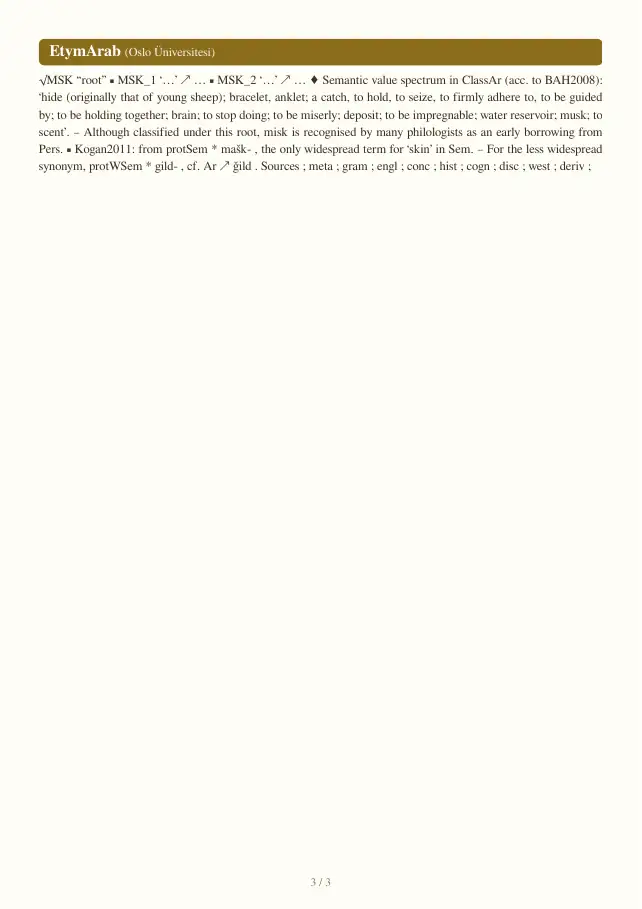 EtymArab (Oslo Üniversitesi)
√MSK “root” ▪ MSK_1 ‘…’ ↗ … ▪ MSK_2 ‘…’ ↗ … ♦ Semantic value spectrum in ClassAr (acc. to BAH2008):
‘hide (originally that of young sheep); bracelet, anklet; a catch, to hold, to seize, to firmly adhere to, to be guided
by; to be holding together; brain; to stop doing; to be miserly; deposit; to be impregnable; water reservoir; musk; to
scent’. – Although classified under this root, misk is recognised by many philologists as an early borrowing from
Pers. ▪ Kogan2011: from protSem * mašk- , the only widespread term for ‘skin’ in Sem. – For the less widespread
synonym, protWSem * gild- , cf. Ar ↗ ǧild . Sources ; meta ; gram ; engl ; conc ; hist ; cogn ; disc ; west ; deriv ;
3 / 3